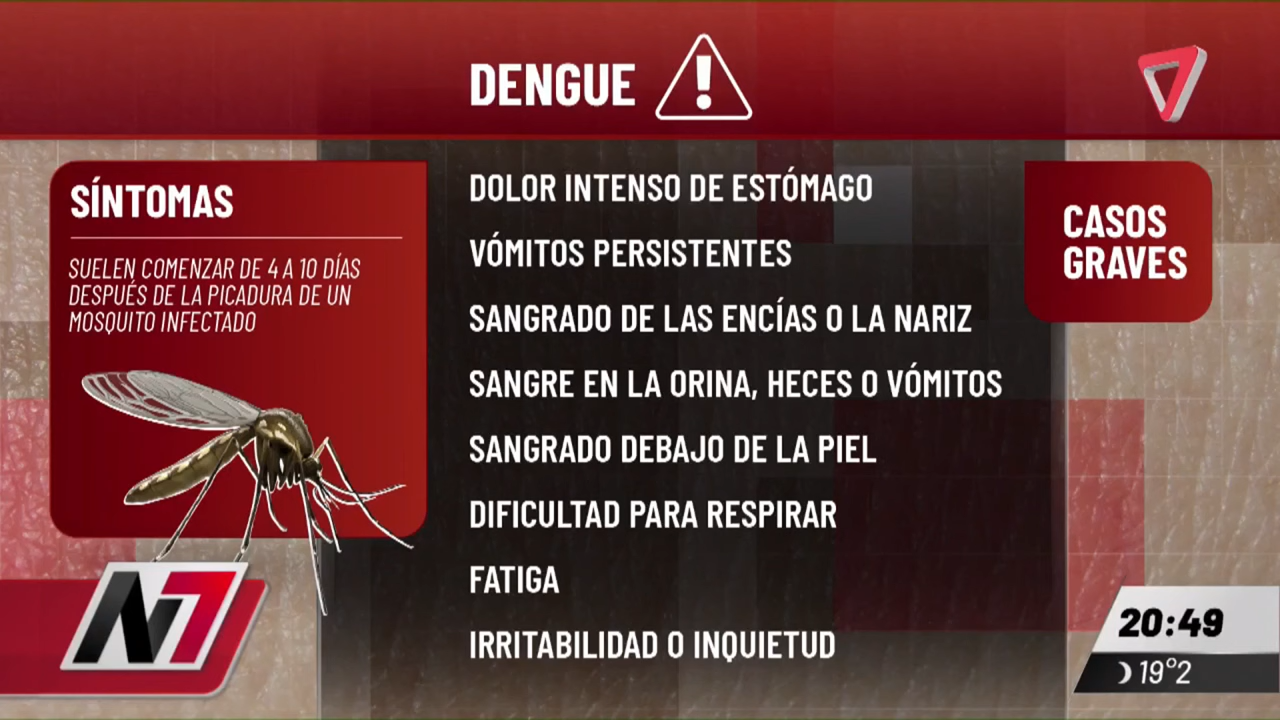 DENGUE
SÍNTOMAS
SUELEN COMENZAR DE 4 A 10 DÍAS
DESPUÉS DE LA PICADURA DE UN
MOSQUITO INFECTADO
DOLOR INTENSO DE ESTÓMAGO
VÓMITOS PERSISTENTES
SANGRADO DE LAS ENCÍAS O LA NARIZ
SANGRE EN LA ORINA, HECES O VÓMITOS
SANGRADO DEBAJO DE LA PIEL
DIFICULTAD PARA RESPIRAR
FATIGA
IRRITABILIDAD O INQUIETUD
CASOS
GRAVES
N7
20:49
19°2